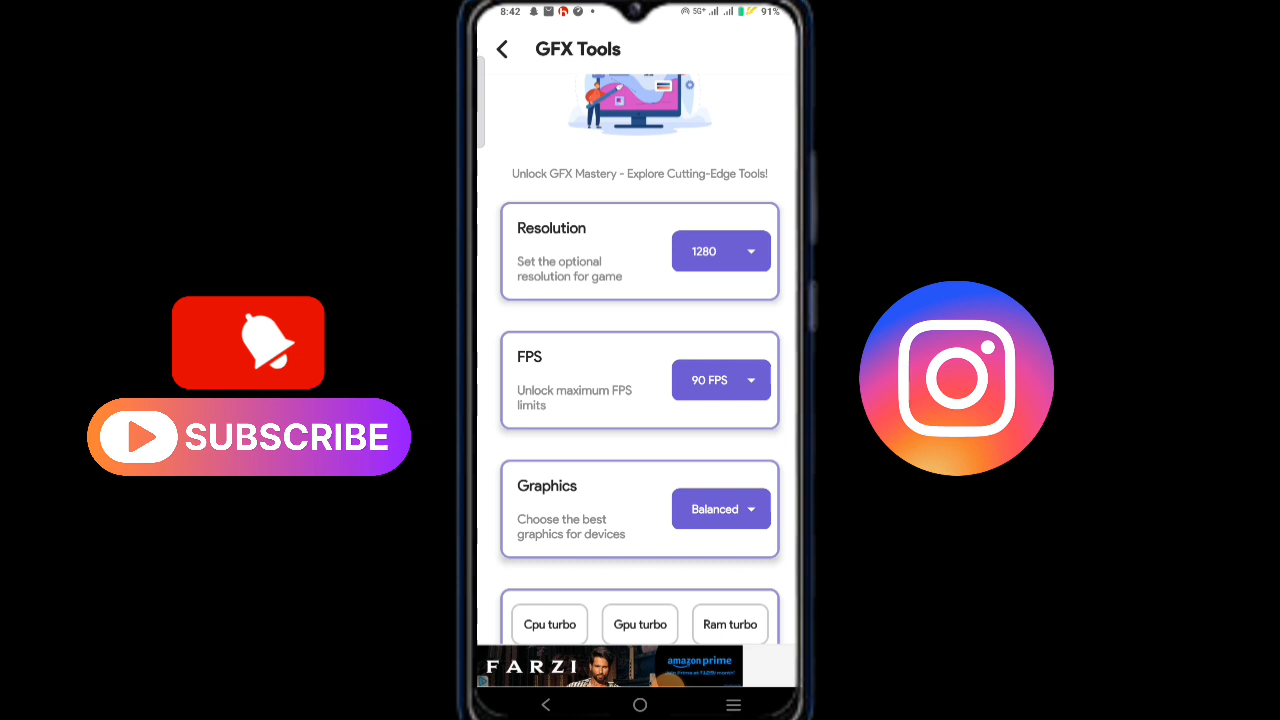 8:42
5G+
91%
GFX Tools
Unlock GFX Mastery - Explore Cutting-Edge Tools!
Resolution
1280
Set the optional
resolution for game
FPS
90 FPS
Unlock maximum FPS
limits
Graphics
Balanced
Choose the best
graphics for devices
Cpu turbo
Gpu turbo
Ram turbo
FARZI
amazon prime
SUBSCRIBE